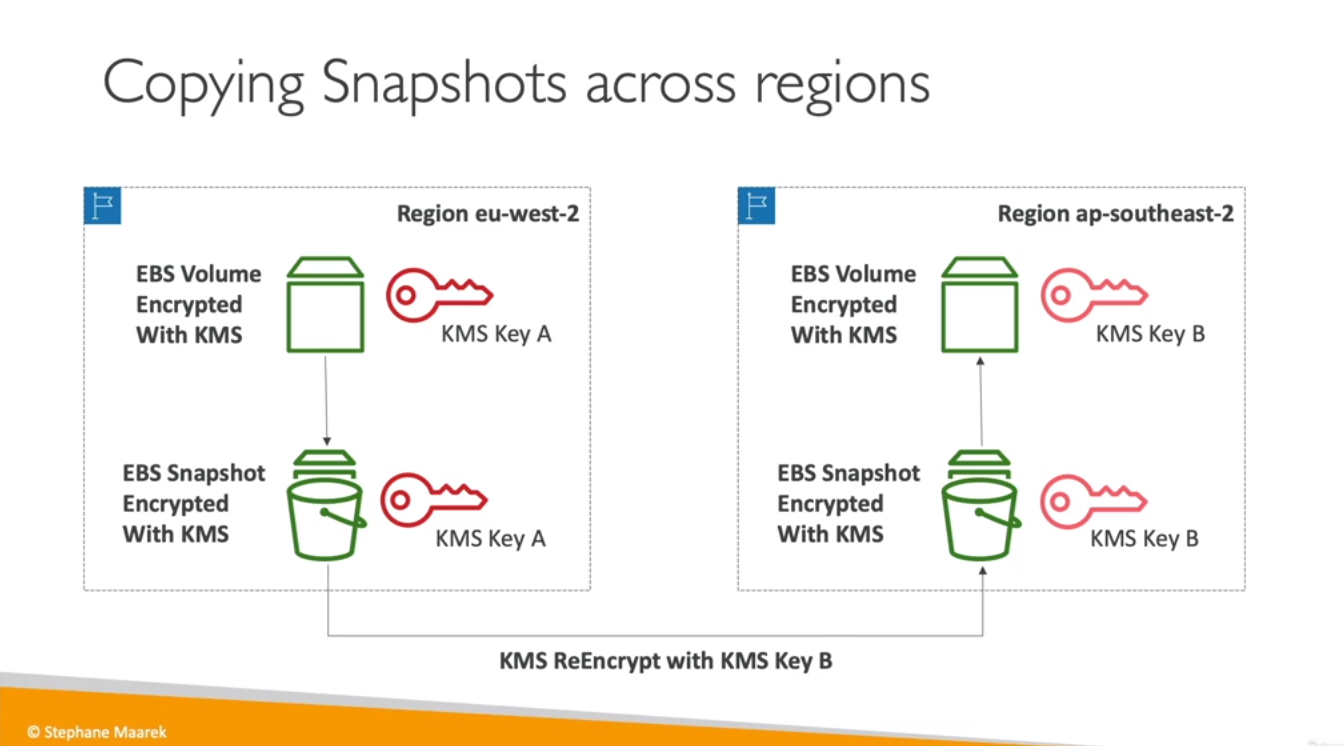 Copying Snapshots across regions
Region eu-west-2
EBS Volume
Encrypted
With KMS
KMS Key A
EBS Snapshot
Encrypted
With KMS
KMS Key A
Region ap-southeast-2
EBS Volume
Encrypted
With KMS
KMS Key B
EBS Snapshot
Encrypted
With KMS
KMS Key B
KMS ReEncrypt with KMS Key B
© Stephane Maarek